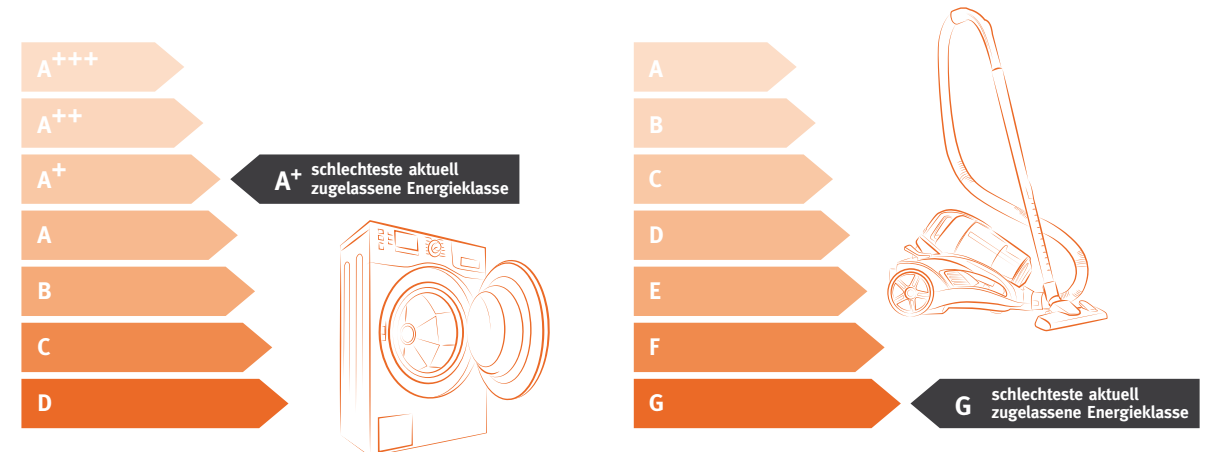 A+++
A++
A+
A+ schlechteste aktuell
zugelassene Energieklasse
A
B
C
D
A
B
C
D
E
F
G
G schlechteste aktuell
zugelassene Energieklasse